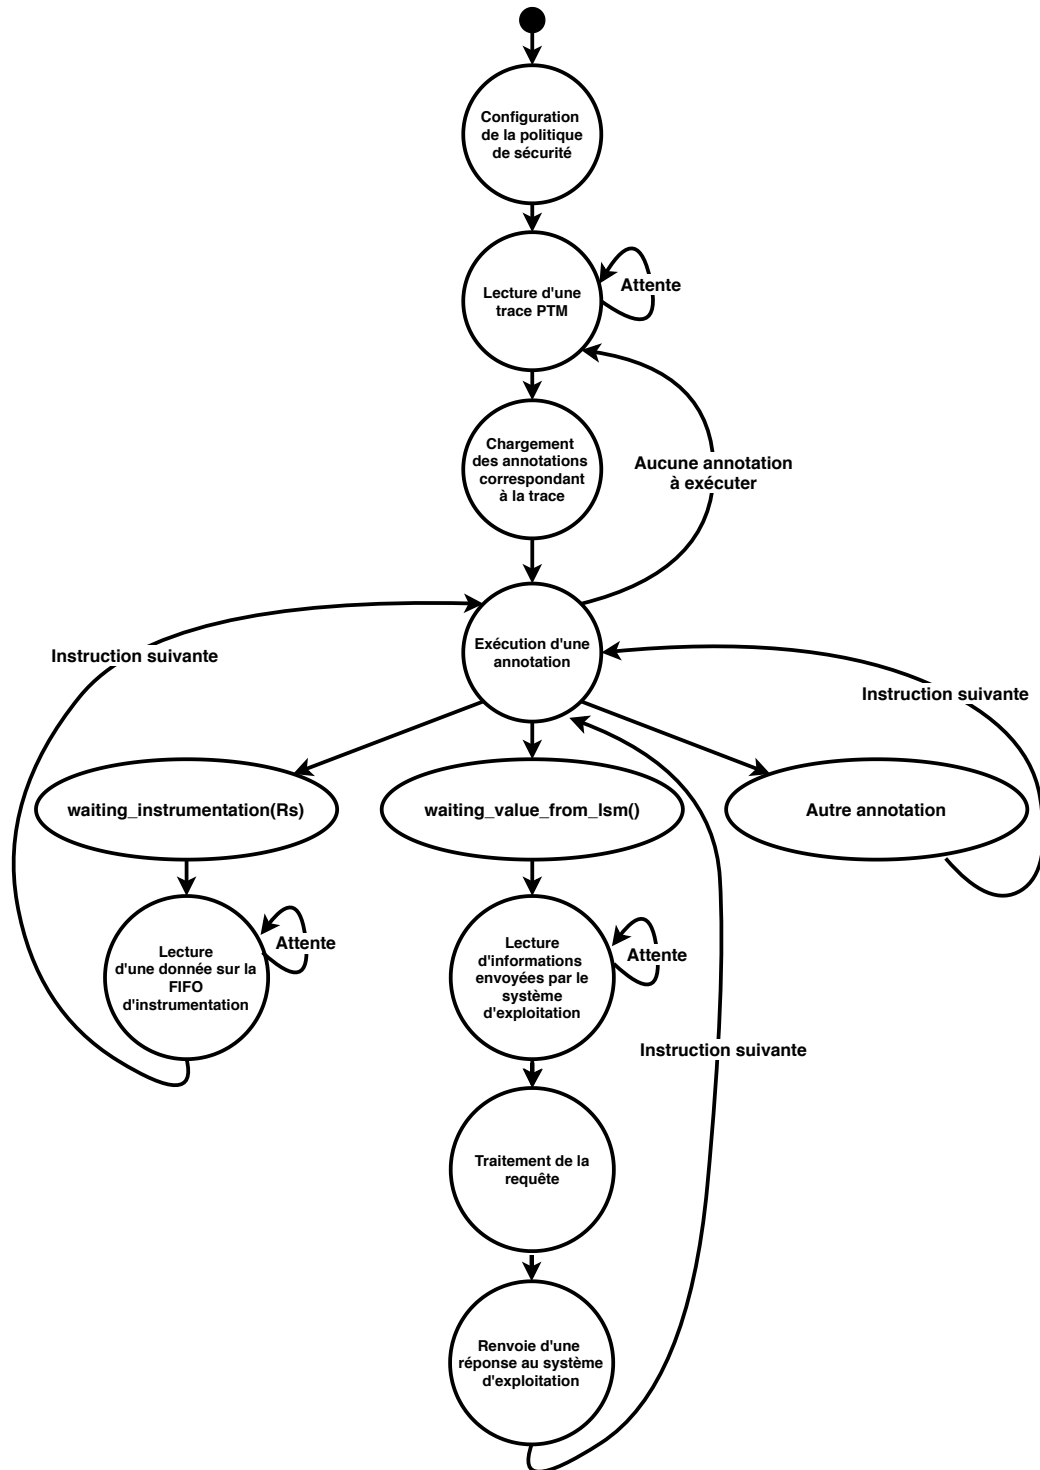 Configuration
de la politique
de sécurité
Lecture d'une
trace PTM
Attente
Chargement
des annotations
correspondant
à la trace
Aucune annotation
à exécuter
Exécution d'une
annotation
Instruction suivante
Instruction suivante
waiting_instrumentation(Rs)
waiting_value_from_lsm()
Autre annotation
Lecture
d'une donnée sur la
FIFO
d'instrumentation
Attente
Lecture
d'informations
envoyées par le
système
d'exploitation
Attente
Instruction suivante
Traitement de la
requête
Renvoie d'une
réponse au système
d'exploitation